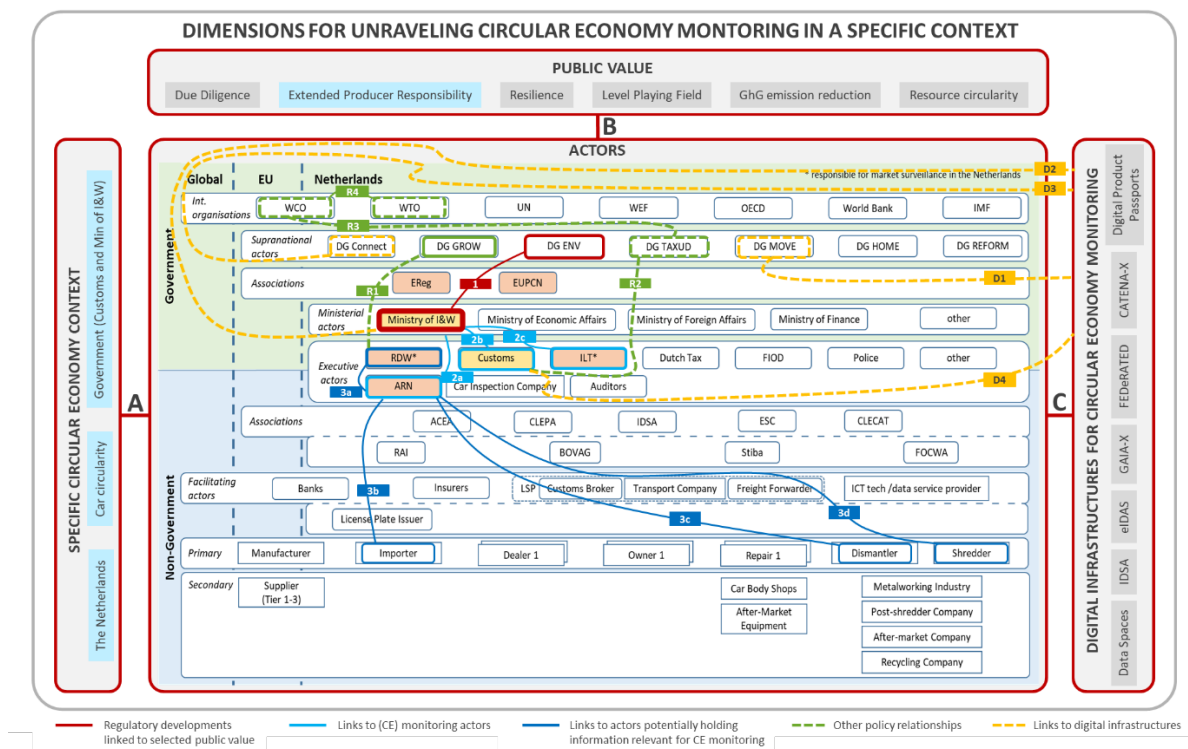 DIMENSIONS FOR UNRAVELING CIRCULAR ECONOMY MONITORING IN A SPECIFIC CONTEXT
PUBLIC VALUE
Due Diligence
Extended Producer Responsibility
Resilience
Level Playing Field
GhG emission reduction
Resource circularity
B
SPECIFIC CIRCULAR ECONOMY CONTEXT
Government (Customs and Min of I&W)
Car circularity
The Netherlands
A
ACTORS
Global
EU
Netherlands
* responsible for market surveillance in the Netherlands
D2
D3
Government
Int.
organisations
R4
WCO
WTO
UN
WEF
OECD
World Bank
IMF
R3
Supranational
actors
DG Connect
DG GROW
DG ENV
DG TAXUD
DG MOVE
DG HOME
DG REFORM
Associations
R1
EReg
1
EUPCN
R2
D1
Ministerial
actors
Ministry of I&W
Ministry of Economic Affairs
Ministry of Foreign Affairs
Ministry of Finance
other
2b
2c
Executive
actors
RDW*
Customs
ILT*
Dutch Tax
FIOD
Police
other
3a
2a
D4
ARN
Car Inspection Company
Auditors
Non-Government
Associations
ACEA
CLEPA
IDSA
ESC
CLECAT
RAI
BOVAG
Stiba
FOCWA
Facilitating
actors
Banks
3b
Insurers
LSP
Customs Broker
Transport Company
Freight Forwarder
ICT tech /data service provider
License Plate Issuer
3c
3d
Primary
Manufacturer
Importer
Dealer 1
Owner 1
Repair 1
Dismantler
Shredder
Secondary
Supplier
(Tier 1-3)
Car Body Shops
After-Market
Equipment
Metalworking Industry
Post-shredder Company
After-market Company
Recycling Company
C
DIGITAL INFRASTRUCTURES FOR CIRCULAR ECONOMY MONITORING
Digital Product
Passports
CATENA-X
FEDeRATED
GAIA-X
eIDAS
IDSA
Data Spaces
Regulatory developments
linked to selected public value
Links to (CE) monitoring actors
Links to actors potentially holding
information relevant for CE monitoring
Other policy relationships
Links to digital infrastructures